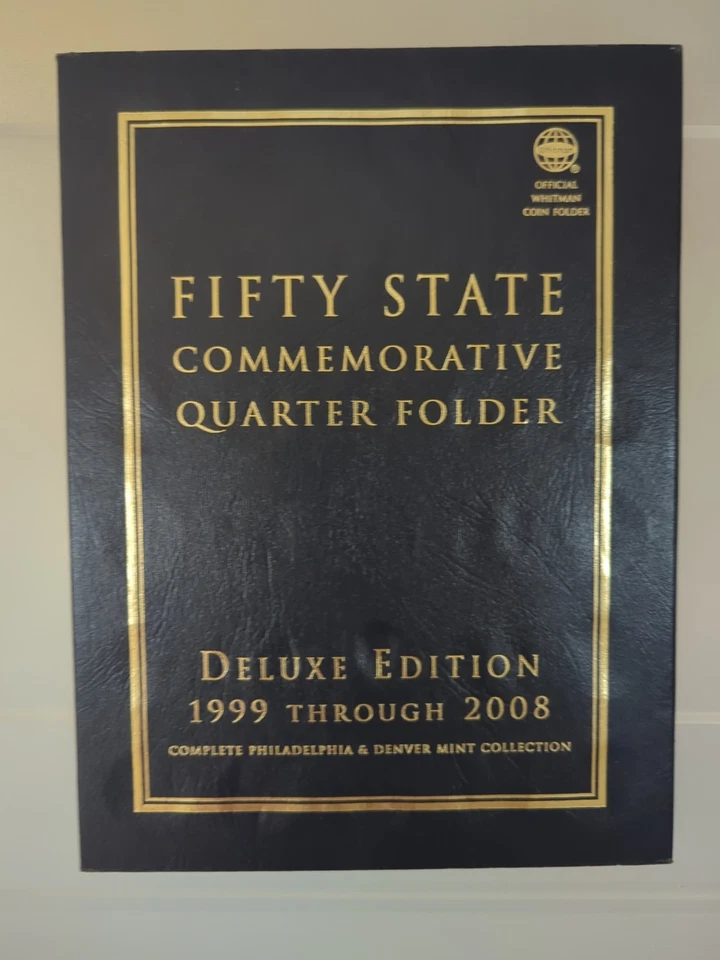 Whitman
®
OFFICIAL
WHITMAN
COIN FOLDER
FIFTY STATE
COMMEMORATIVE
QUARTER FOLDER
DELUXE EDITION
1999 THROUGH 2008
COMPLETE PHILADELPHIA & DENVER MINT COLLECTION